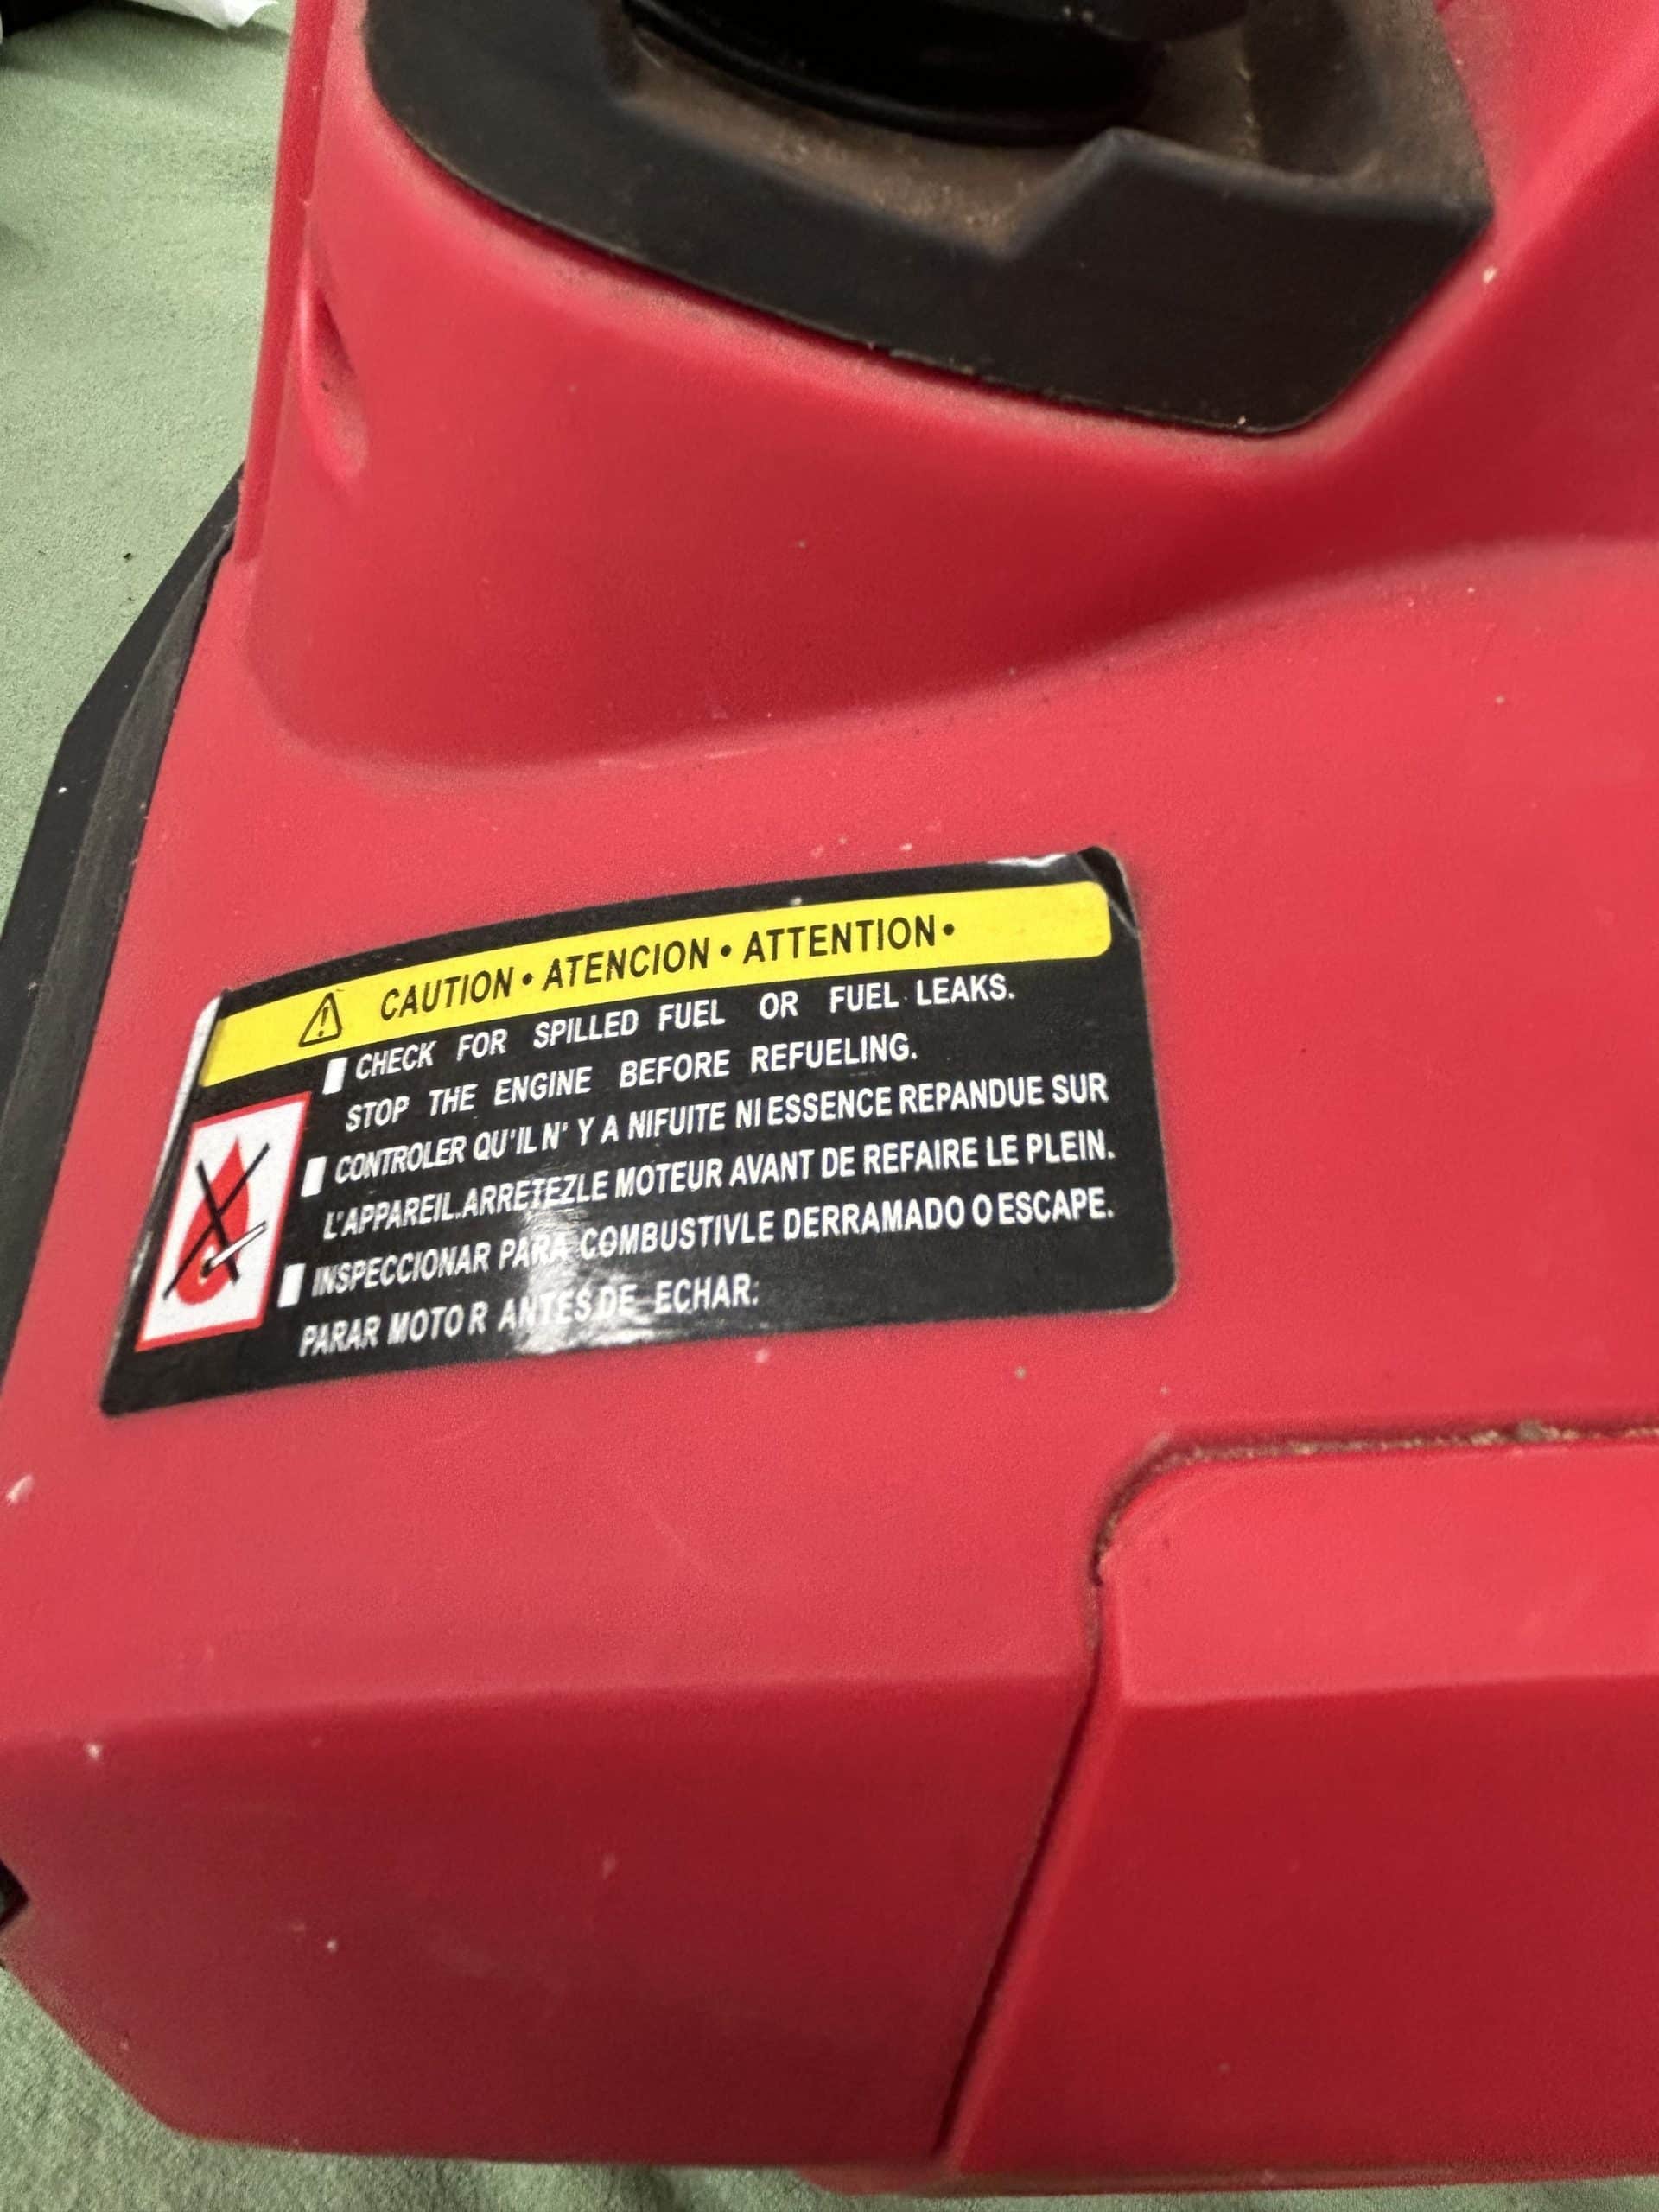 CAUTION • ATENCION • ATTENTION •
CHECK FOR SPILLED FUEL OR FUEL LEAKS.
STOP THE ENGINE BEFORE REFUELING.
CONTROLER QU'IL N' Y A NIFUITE NI ESSENCE REPANDUE SUR
L'APPAREIL.ARRETEZLE MOTEUR AVANT DE REFAIRE LE PLEIN.
INSPECCIONAR PARA COMBUSTIVLE DERRAMADO O ESCAPE.
PARAR MOTOR ANTES DE ECHAR: